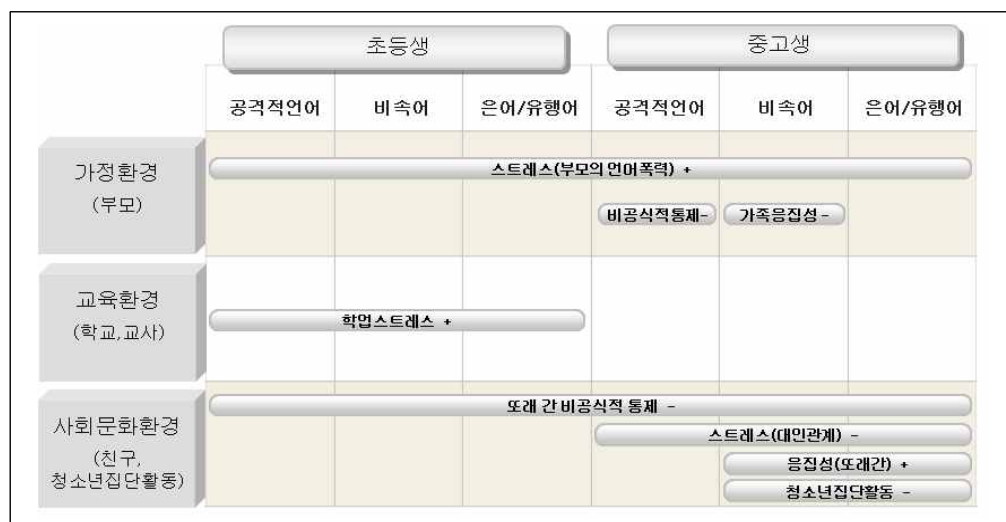 초등생 중고생
공격적언어 비속어 은어/유행어 공격적언어 비속어 은어/유행어
가정환경
(부모)
스트레스(부모의 언어폭력) +
비공식적통제- 가족응집성 -
교육환경
(학교,교사)
학업스트레스 +
사회문화환경
(친구,
청소년집단활동)
또래 간 비공식적 통제 -
스트레스(대인관계) -
응집성(또래간) +
청소년집단활동 -